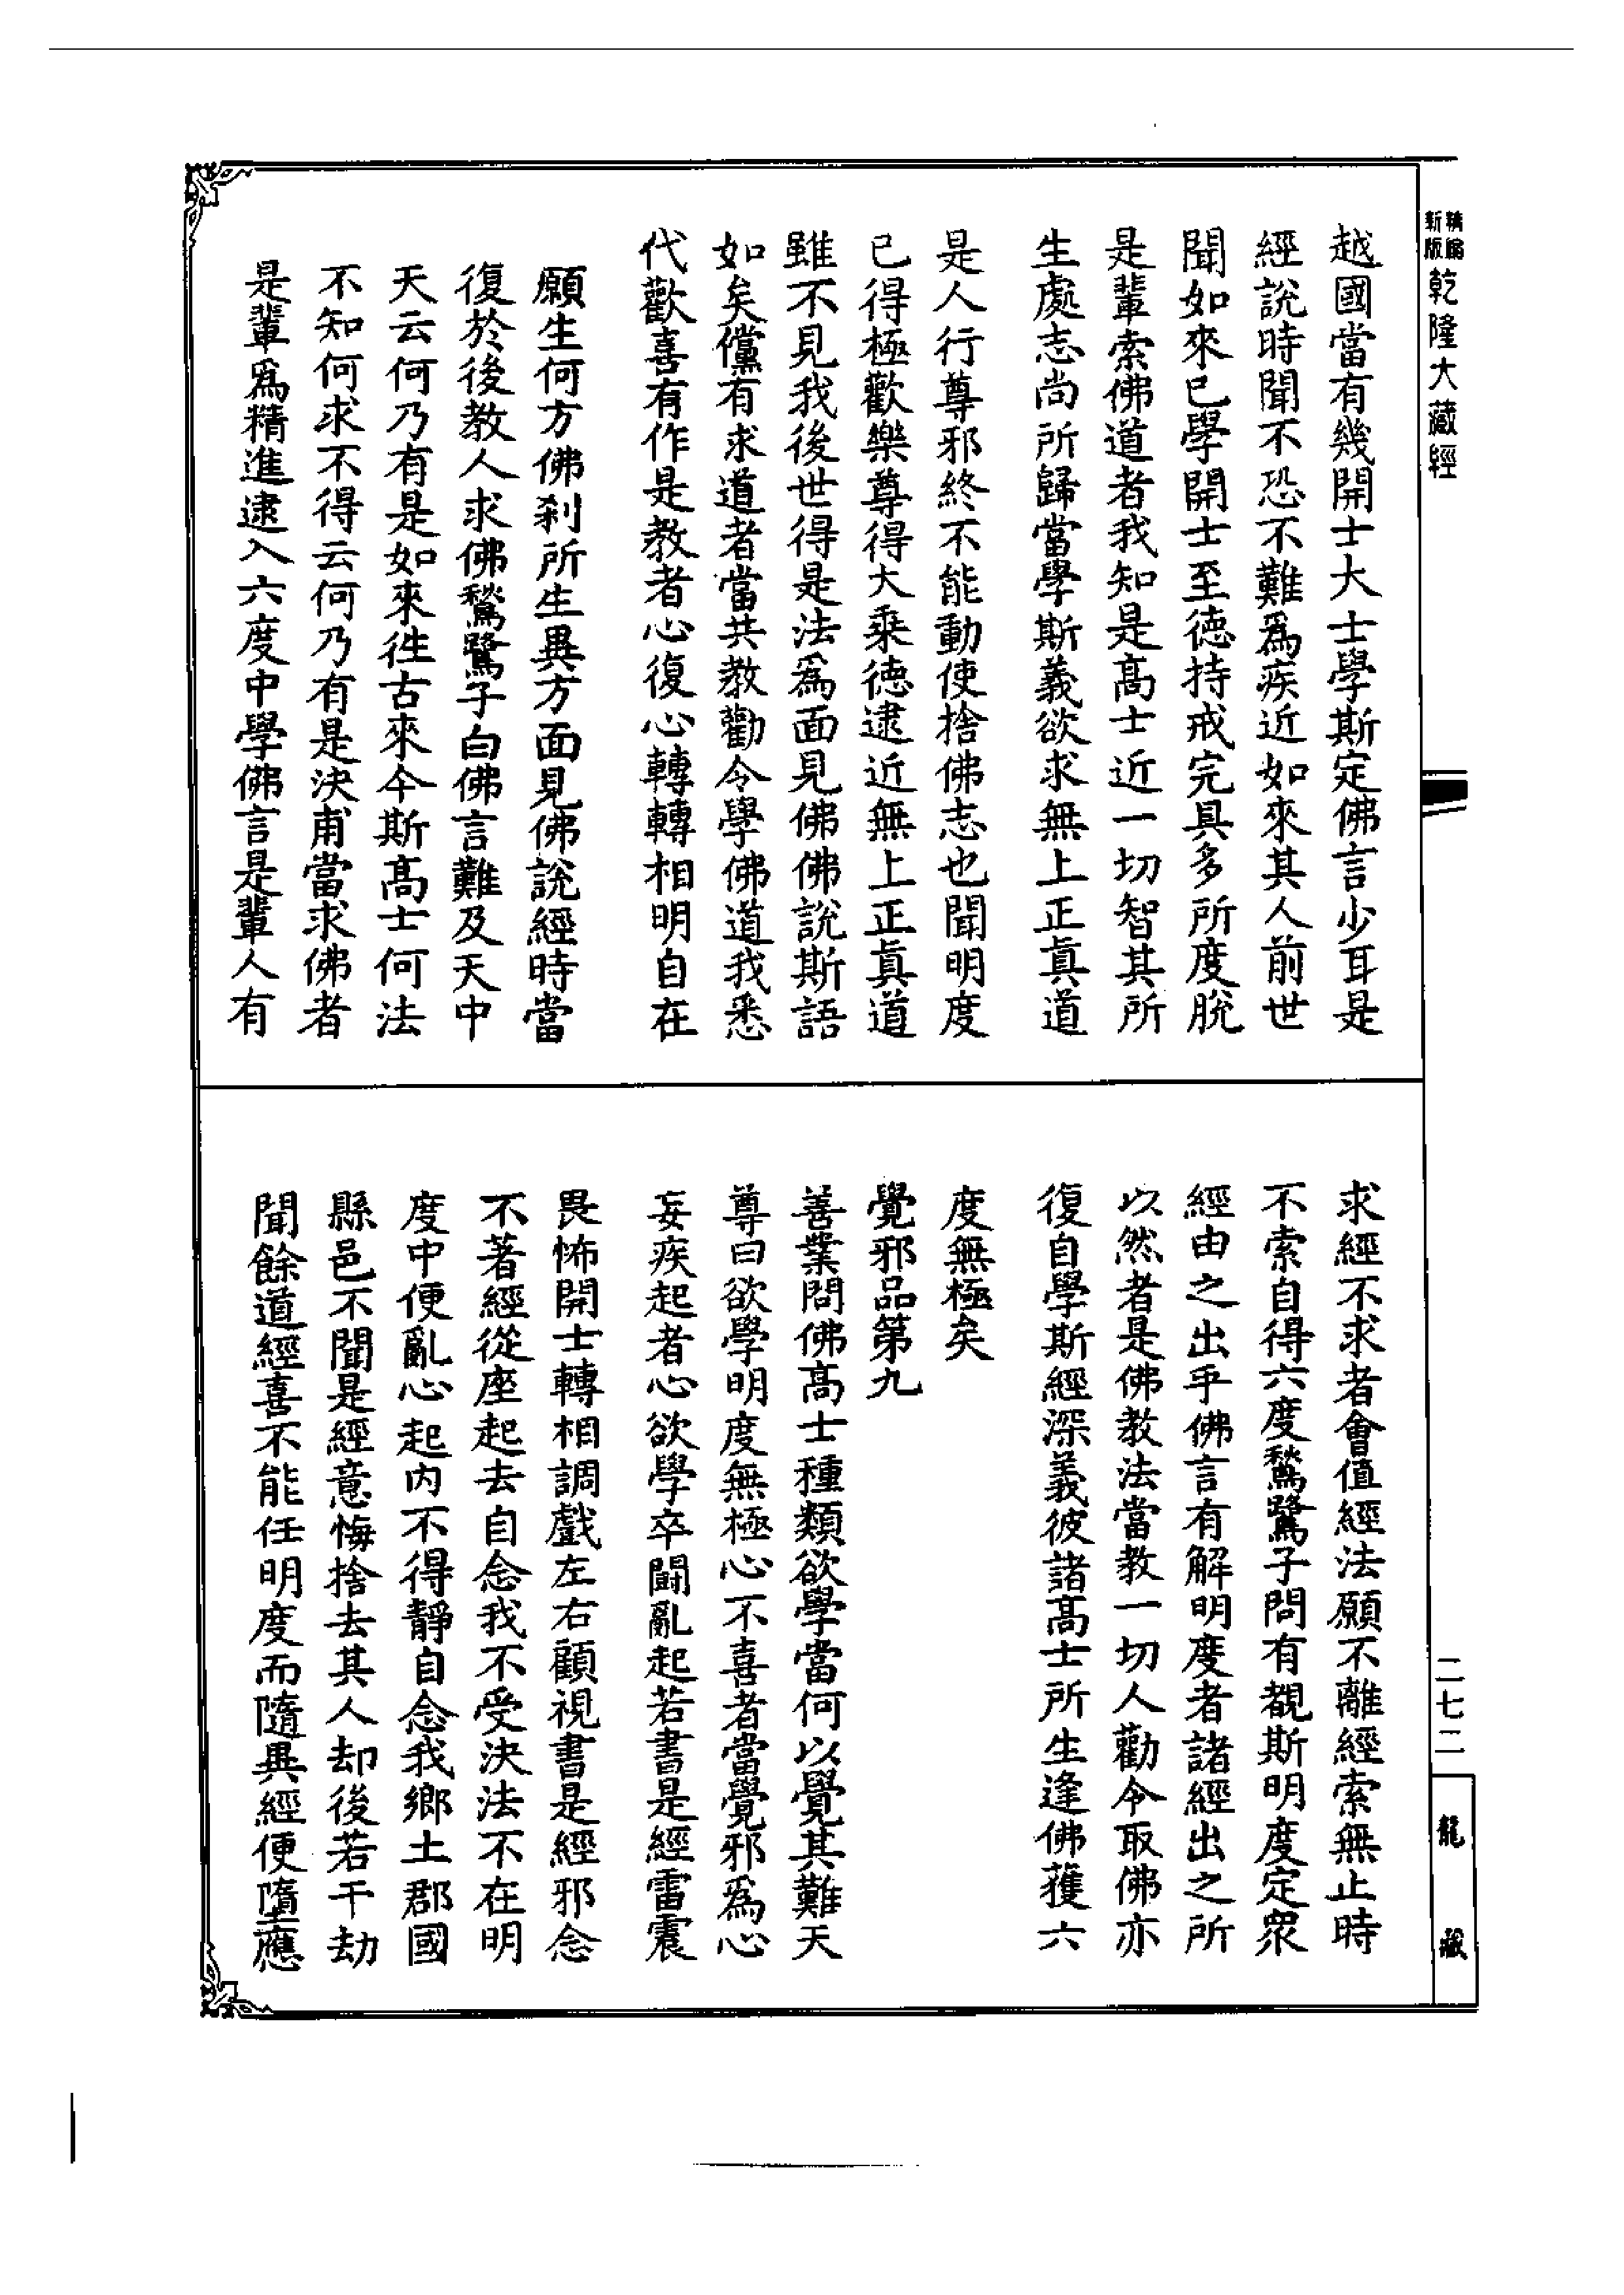 精縮
新版
乾隆大藏經
越國當有幾開士大士學斯定佛言少耳是
經說時聞不恐不難爲疾近如來其人前世
聞如來已學開士至德持戒完具多所度脫
是輩索佛道者我知是高士近一切智其所
生處志尚所歸當學斯義欲求無上正眞道
是人行尊邪終不能動使捨佛志也聞明度
已得極歡樂尊得大乘德逮近無上正眞道
雖不見我後世得是法爲面見佛佛說斯語
如矣儻有求道者當共教勸令學佛道我悉
代歡喜有作是教者心復心轉轉相明自在
願生何方佛刹所生異方面見佛說經時當
復於後教人求佛鶖鷺子白佛言難及天中
天云何乃有是如來徃古來今斯高士何法
不知何求不得云何乃有是決甫當求佛者
是輩爲精進逮入六度中學佛言是輩人有
求經不求者會值經法願不離經索無止時
不索自得六度鶖鷺子問有覩斯明度定衆
經由之出乎佛言有解明度者諸經出之所
以然者是佛教法當教一切人勸令取佛亦
復自學斯經深義彼諸高士所生逢佛獲六
度無極矣
覺邪品第九
善業問佛高士種類欲學當何以覺其難天
尊曰欲學明度無極心不喜者當覺邪爲心
妄疾起者心欲學卒鬪亂起若書是經雷震
畏怖開士轉相調戲左右顧視書是經邪念
不著經從座起去自念我不受決法不在明
度中便亂心起内不得靜自念我鄉土郡國
縣邑不聞是經意悔捨去其人却後若干劫
聞餘道經喜不能任明度而隨異經便墮應
二七二
龍藏